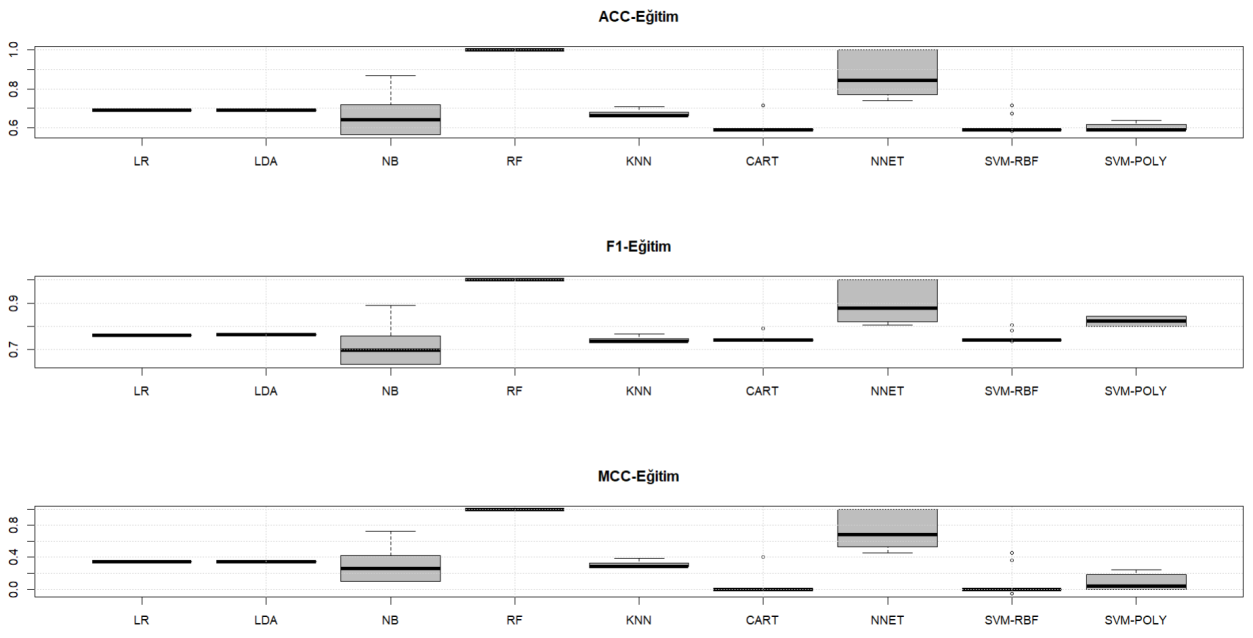 ACC-Eğitim
1.0
0.8
0.6
LR LDA NB RF KNN CART NNET SVM-RBF SVM-POLY
F1-Eğitim
0.9
0.7
LR LDA NB RF KNN CART NNET SVM-RBF SVM-POLY
MCC-Eğitim
0.8
0.4
0.0
LR LDA NB RF KNN CART NNET SVM-RBF SVM-POLY